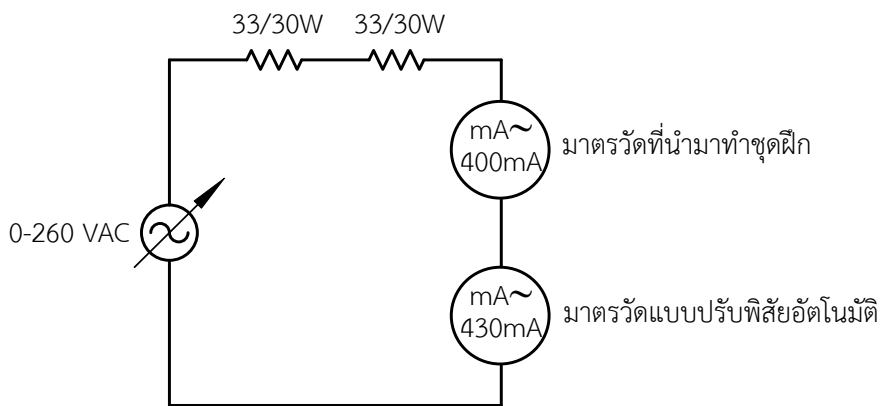 33/30W 33/30W
mA~
400mA
มาตรวัดที่นำมาทำชุดฝึก
0-260 VAC
mA~
430mA
มาตรวัดแบบปรับพิสัยอัตโนมัติ